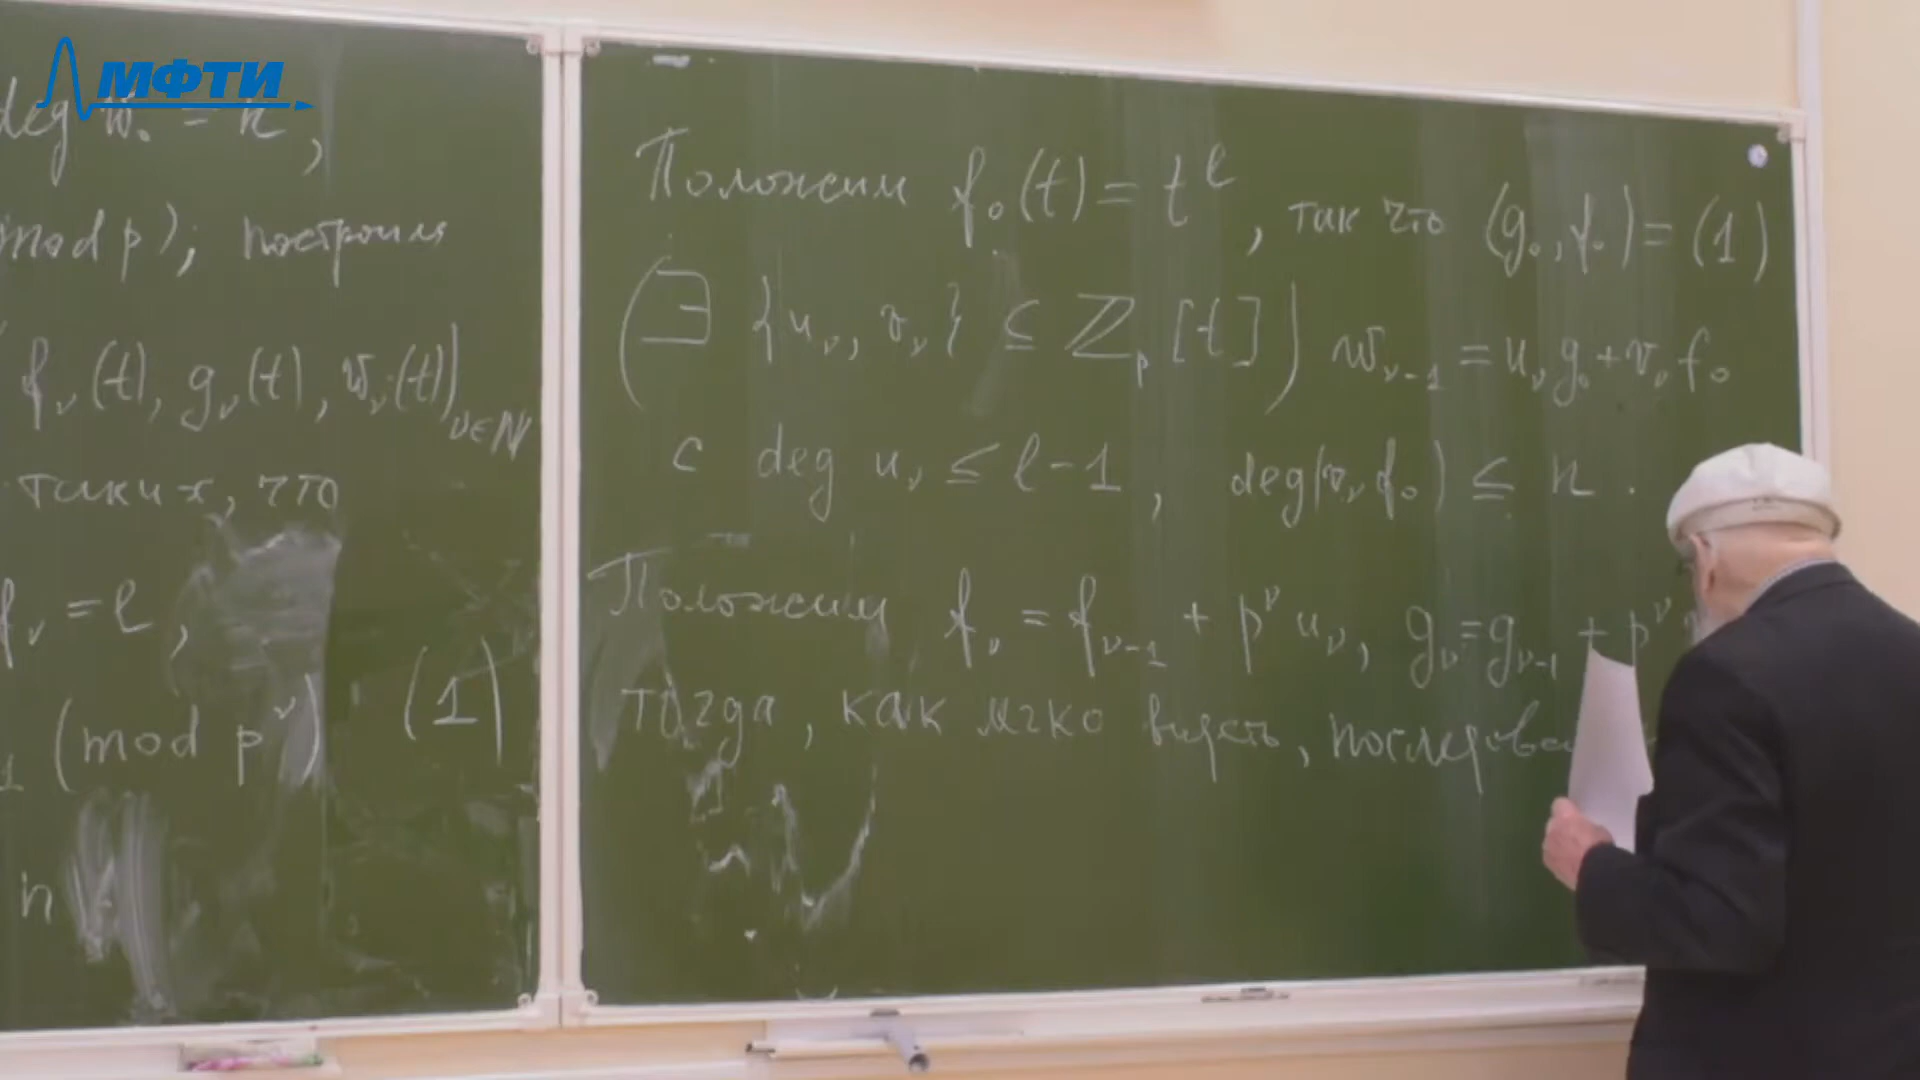 МФТИ
deg w₀ = n,
mod p); построим
f_ν(t), g_ν(t), w_ν(t)) ν∈ℕ
таких, что
f_ν = l,
1 (mod p^ν) (1)
n
Положим f₀(t) = t^l, так что (g₀, f₀) = (1)
(∃ {u_ν, v_ν} ⊆ ℤ_p[t]) w_{ν-1} = u_ν g₀ + v_ν f₀
с deg u_ν ≤ l-1, deg(v_ν f₀) ≤ n.
Положим f_ν = f_{ν-1} + p^ν u_ν, g_ν = g_{ν-1} + p^ν
тогда, как легко видеть,